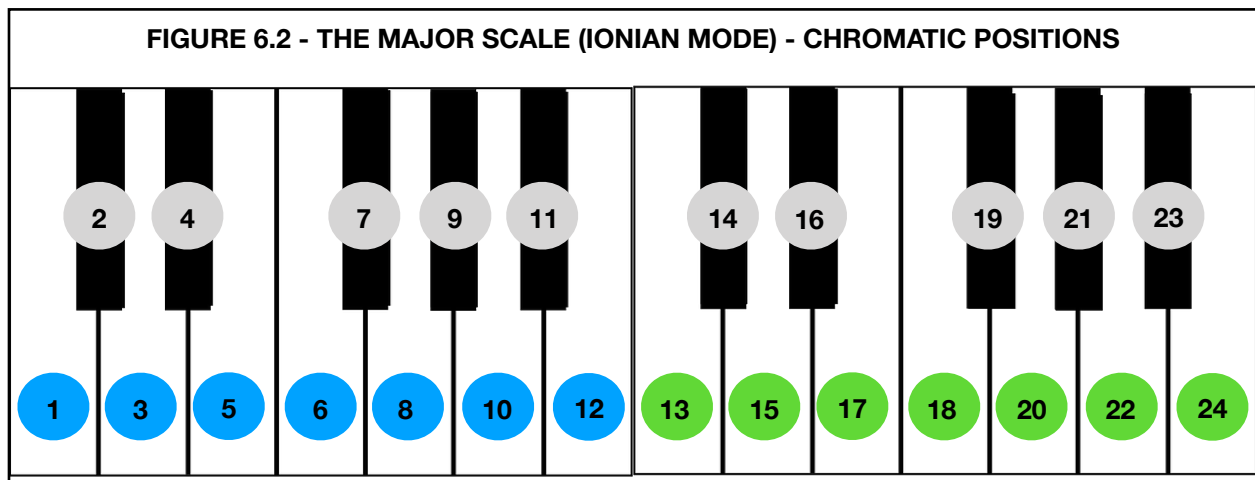 FIGURE 6.2 - THE MAJOR SCALE (IONIAN MODE) - CHROMATIC POSITIONS
2 4 7 9 11 14 16 19 21 23
1 3 5 6 8 10 12 13 15 17 18 20 22 24